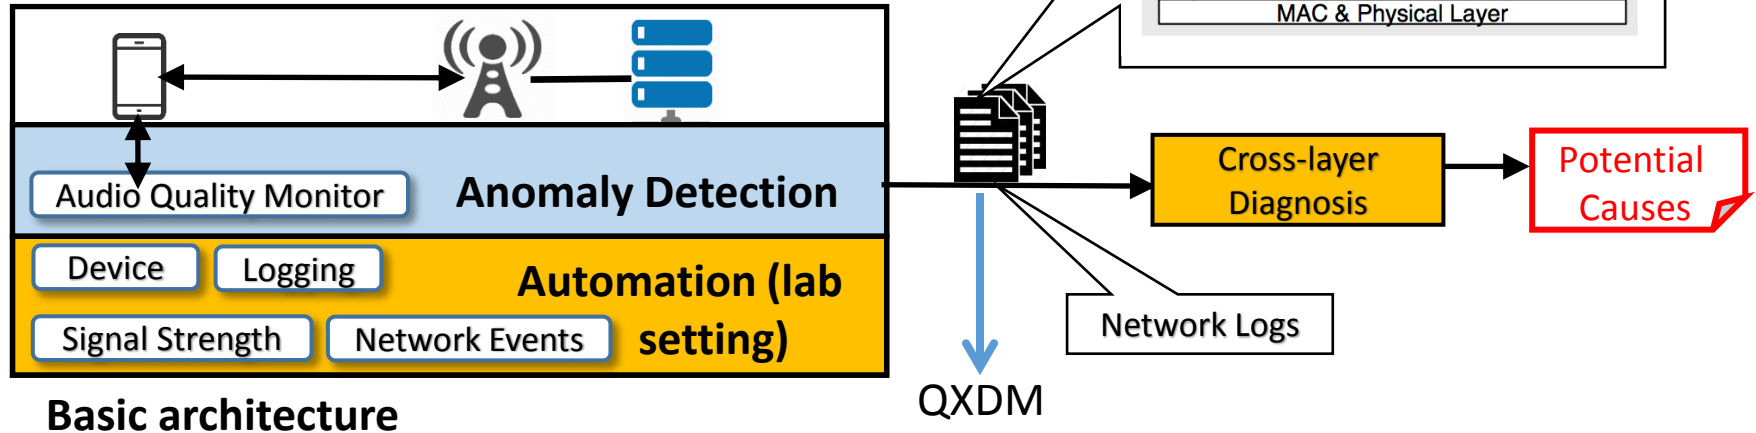 MAC & Physical Layer
Audio Quality Monitor
Anomaly Detection
Device
Logging
Automation (lab
setting)
Signal Strength
Network Events
Basic architecture
Cross-layer
Diagnosis
Potential
Causes
Network Logs
QXDM